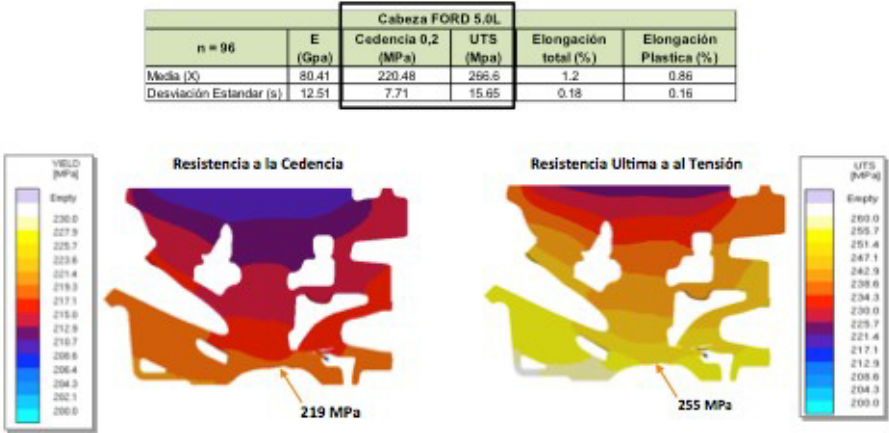 Cabeza FORD 5.0L
n = 96 E (Gpa) Cedencia 0,2 (MPa) UTS (Mpa) Elongación total (%) Elongación Plastica (%)
Media (X) 80.41 220.48 266.6 1.2 0.86
Desviación Estandar (s) 12.51 7.71 15.65 0.18 0.16
Resistencia a la Cedencia
Resistencia Ultima a al Tensión
YIELD
[MPa]
Empty
230.0
227.9
225.7
223.6
221.4
219.3
217.1
215.0
212.9
210.7
208.6
206.4
204.3
202.1
200.0
219 MPa
UTS
[MPa]
Empty
260.0
255.7
251.4
247.1
242.9
238.6
234.3
230.0
225.7
221.4
217.1
212.9
208.6
204.3
200.0
255 MPa